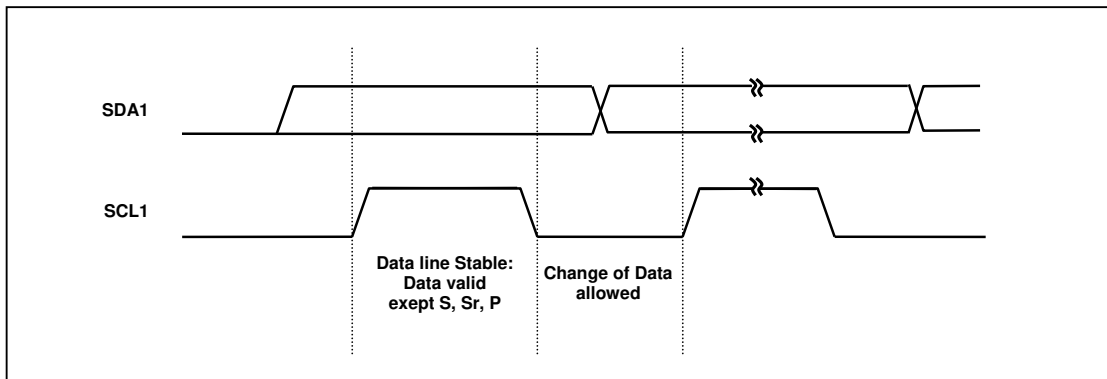 SDA1
SCL1
Data line Stable:
Data valid
exept S, Sr, P
Change of Data
allowed